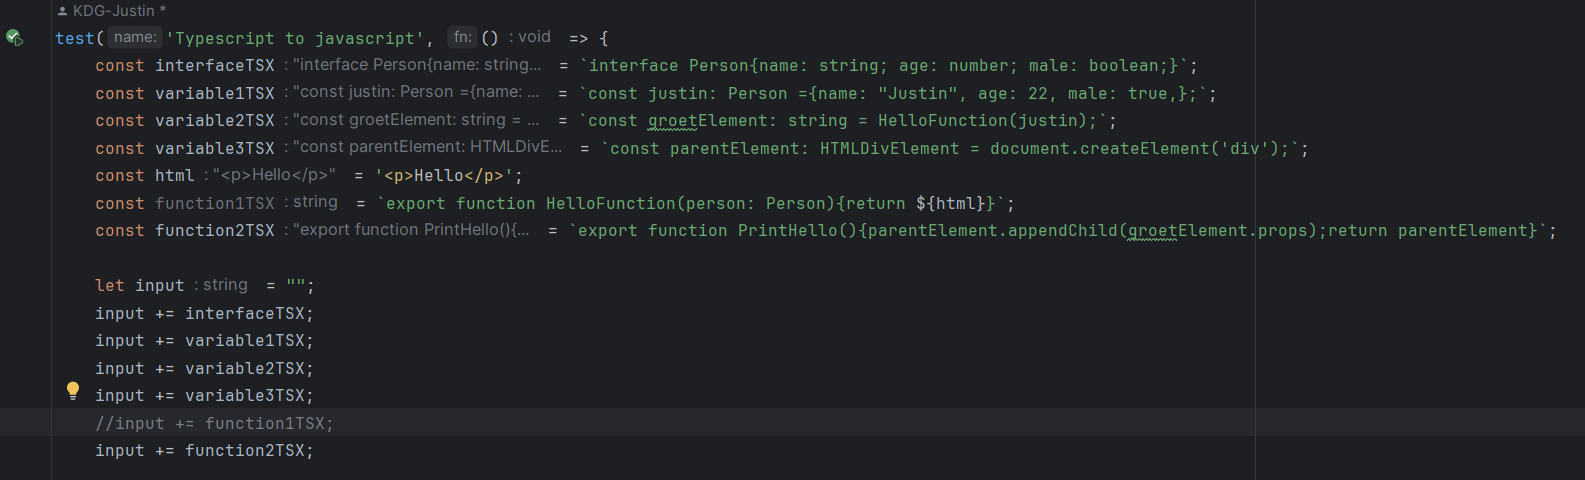 KDG-Justin *
test( name: 'Typescript to javascript', fn: () : void => {
const interfaceTSX : "interface Person{name: string... = `interface Person{name: string; age: number; male: boolean;}`;
const variable1TSX : "const justin: Person ={name: ... = `const justin: Person ={name: "Justin", age: 22, male: true,};`;
const variable2TSX : "const groetElement: string = ... = `const groetElement: string = HelloFunction(justin);`;
const variable3TSX : "const parentElement: HTMLDivE... = `const parentElement: HTMLDivElement = document.createElement('div');`;
const html : "<p>Hello</p>" = '<p>Hello</p>';
const function1TSX : string = `export function HelloFunction(person: Person){return ${html}}`;
const function2TSX : "export function PrintHello(){... = `export function PrintHello(){parentElement.appendChild(groetElement.props);return parentElement}`;
let input : string = "";
input += interfaceTSX;
input += variable1TSX;
input += variable2TSX;
input += variable3TSX;
//input += function1TSX;
input += function2TSX;